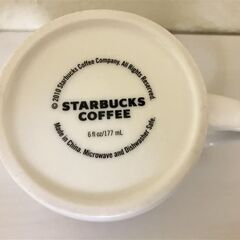 © 2010 Starbucks Coffee Company. All Rights Reserved.
STARBUCKS
COFFEE
6 fl oz/177 mL
Made in China. Microwave and Dishwasher Safe.